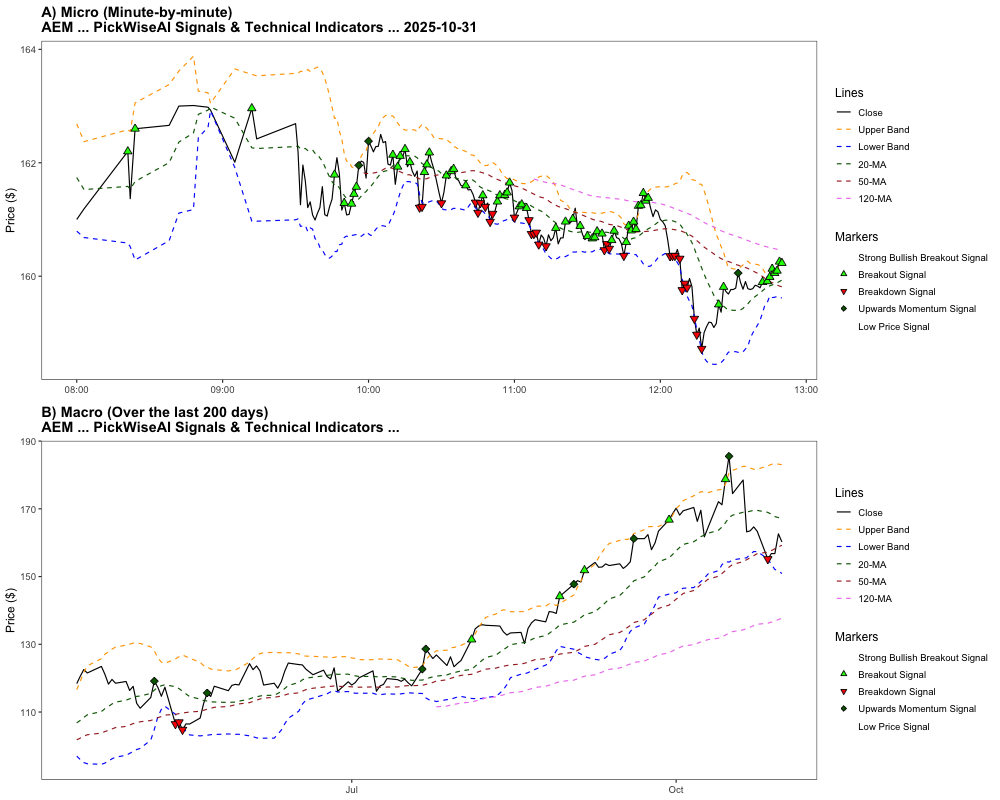 A) Micro (Minute-by-minute)
AEM ... PickWiseAI Signals & Technical Indicators ... 2025-10-31
164
162
160
Price ($)
08:00
09:00
10:00
11:00
12:00
13:00
Lines
Close
Upper Band
Lower Band
20-MA
50-MA
120-MA
Markers
Strong Bullish Breakout Signal
Breakout Signal
Breakdown Signal
Upwards Momentum Signal
Low Price Signal
B) Macro (Over the last 200 days)
AEM ... PickWiseAI Signals & Technical Indicators ...
190
170
150
130
110
Price ($)
Jul
Oct
Lines
Close
Upper Band
Lower Band
20-MA
50-MA
120-MA
Markers
Strong Bullish Breakout Signal
Breakout Signal
Breakdown Signal
Upwards Momentum Signal
Low Price Signal